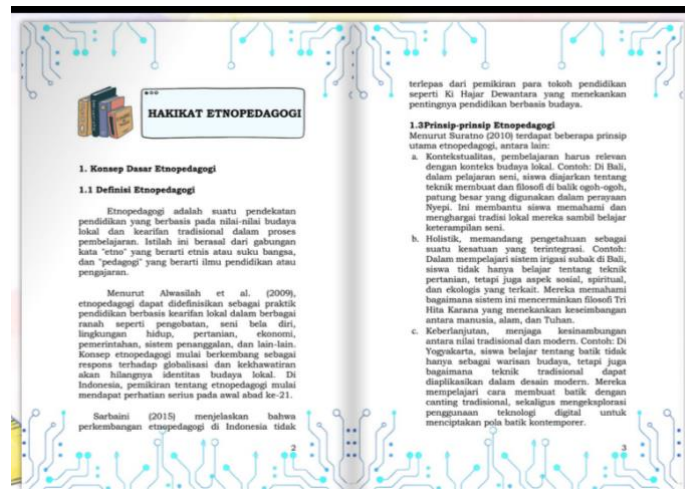 HAKIKAT ETNOPEDAGOGI
1. Konsep Dasar Etnopedagogi
1.1 Definisi Etnopedagogi
Etnopedagogi adalah suatu pendekatan
pendidikan yang berbasis pada nilai-nilai budaya
lokal dan kearifan tradisional dalam proses
pembelajaran. Istilah ini berasal dari gabungan
kata "etno" yang berarti etnis atau suku bangsa,
dan "pedagogi" yang berarti ilmu pendidikan atau
pengajaran.
Menurut Alwasilah et al. (2009),
etnopedagogi dapat didefinisikan sebagai praktik
pendidikan berbasis kearifan lokal dalam berbagai
ranah seperti pengobatan, seni bela diri,
lingkungan hidup, pertanian, ekonomi,
pemerintahan, sistem penanggalan, dan lain-lain.
Konsep etnopedagogi mulai berkembang sebagai
respons terhadap globalisasi dan kekhawatiran
akan hilangnya identitas budaya lokal. Di
Indonesia, pemikiran tentang etnopedagogi mulai
mendapat perhatian serius pada awal abad ke-21.
Sarbaini (2015) menjelaskan bahwa
perkembangan etnopedagogi di Indonesia tidak
2
terlepas dari pemikiran para tokoh pendidikan
seperti Ki Hajar Dewantara yang menekankan
pentingnya pendidikan berbasis budaya.
1.3Prinsip-prinsip Etnopedagogi
Menurut Suratno (2010) terdapat beberapa prinsip
utama etnopedagogi, antara lain:
a. Kontekstualitas, pembelajaran harus relevan
dengan konteks budaya lokal. Contoh: Di Bali,
dalam pelajaran seni, siswa diajarkan tentang
teknik membuat dan filosofi di balik ogoh-ogoh,
patung besar yang digunakan dalam perayaan
Nyepi. Ini membantu siswa memahami dan
menghargai tradisi lokal mereka sambil belajar
keterampilan seni.
b. Holistik, memandang pengetahuan sebagai
suatu kesatuan yang terintegrasi. Contoh:
Dalam mempelajari sistem irigasi subak di Bali,
siswa tidak hanya belajar tentang teknik
pertanian, tetapi juga aspek sosial, spiritual,
dan ekologis yang terkait. Mereka memahami
bagaimana sistem ini mencerminkan filosofi Tri
Hita Karana yang menekankan keseimbangan
antara manusia, alam, dan Tuhan.
c. Keberlanjutan, menjaga kesinambungan
antara nilai tradisional dan modern. Contoh: Di
Yogyakarta, siswa belajar tentang batik tidak
hanya sebagai warisan budaya, tetapi juga
bagaimana teknik tradisional dapat
diaplikasikan dalam desain modern. Mereka
mempelajari cara membuat batik dengan
canting tradisional, sekaligus mengeksplorasi
penggunaan teknologi digital untuk
menciptakan pola batik kontemporer.
3